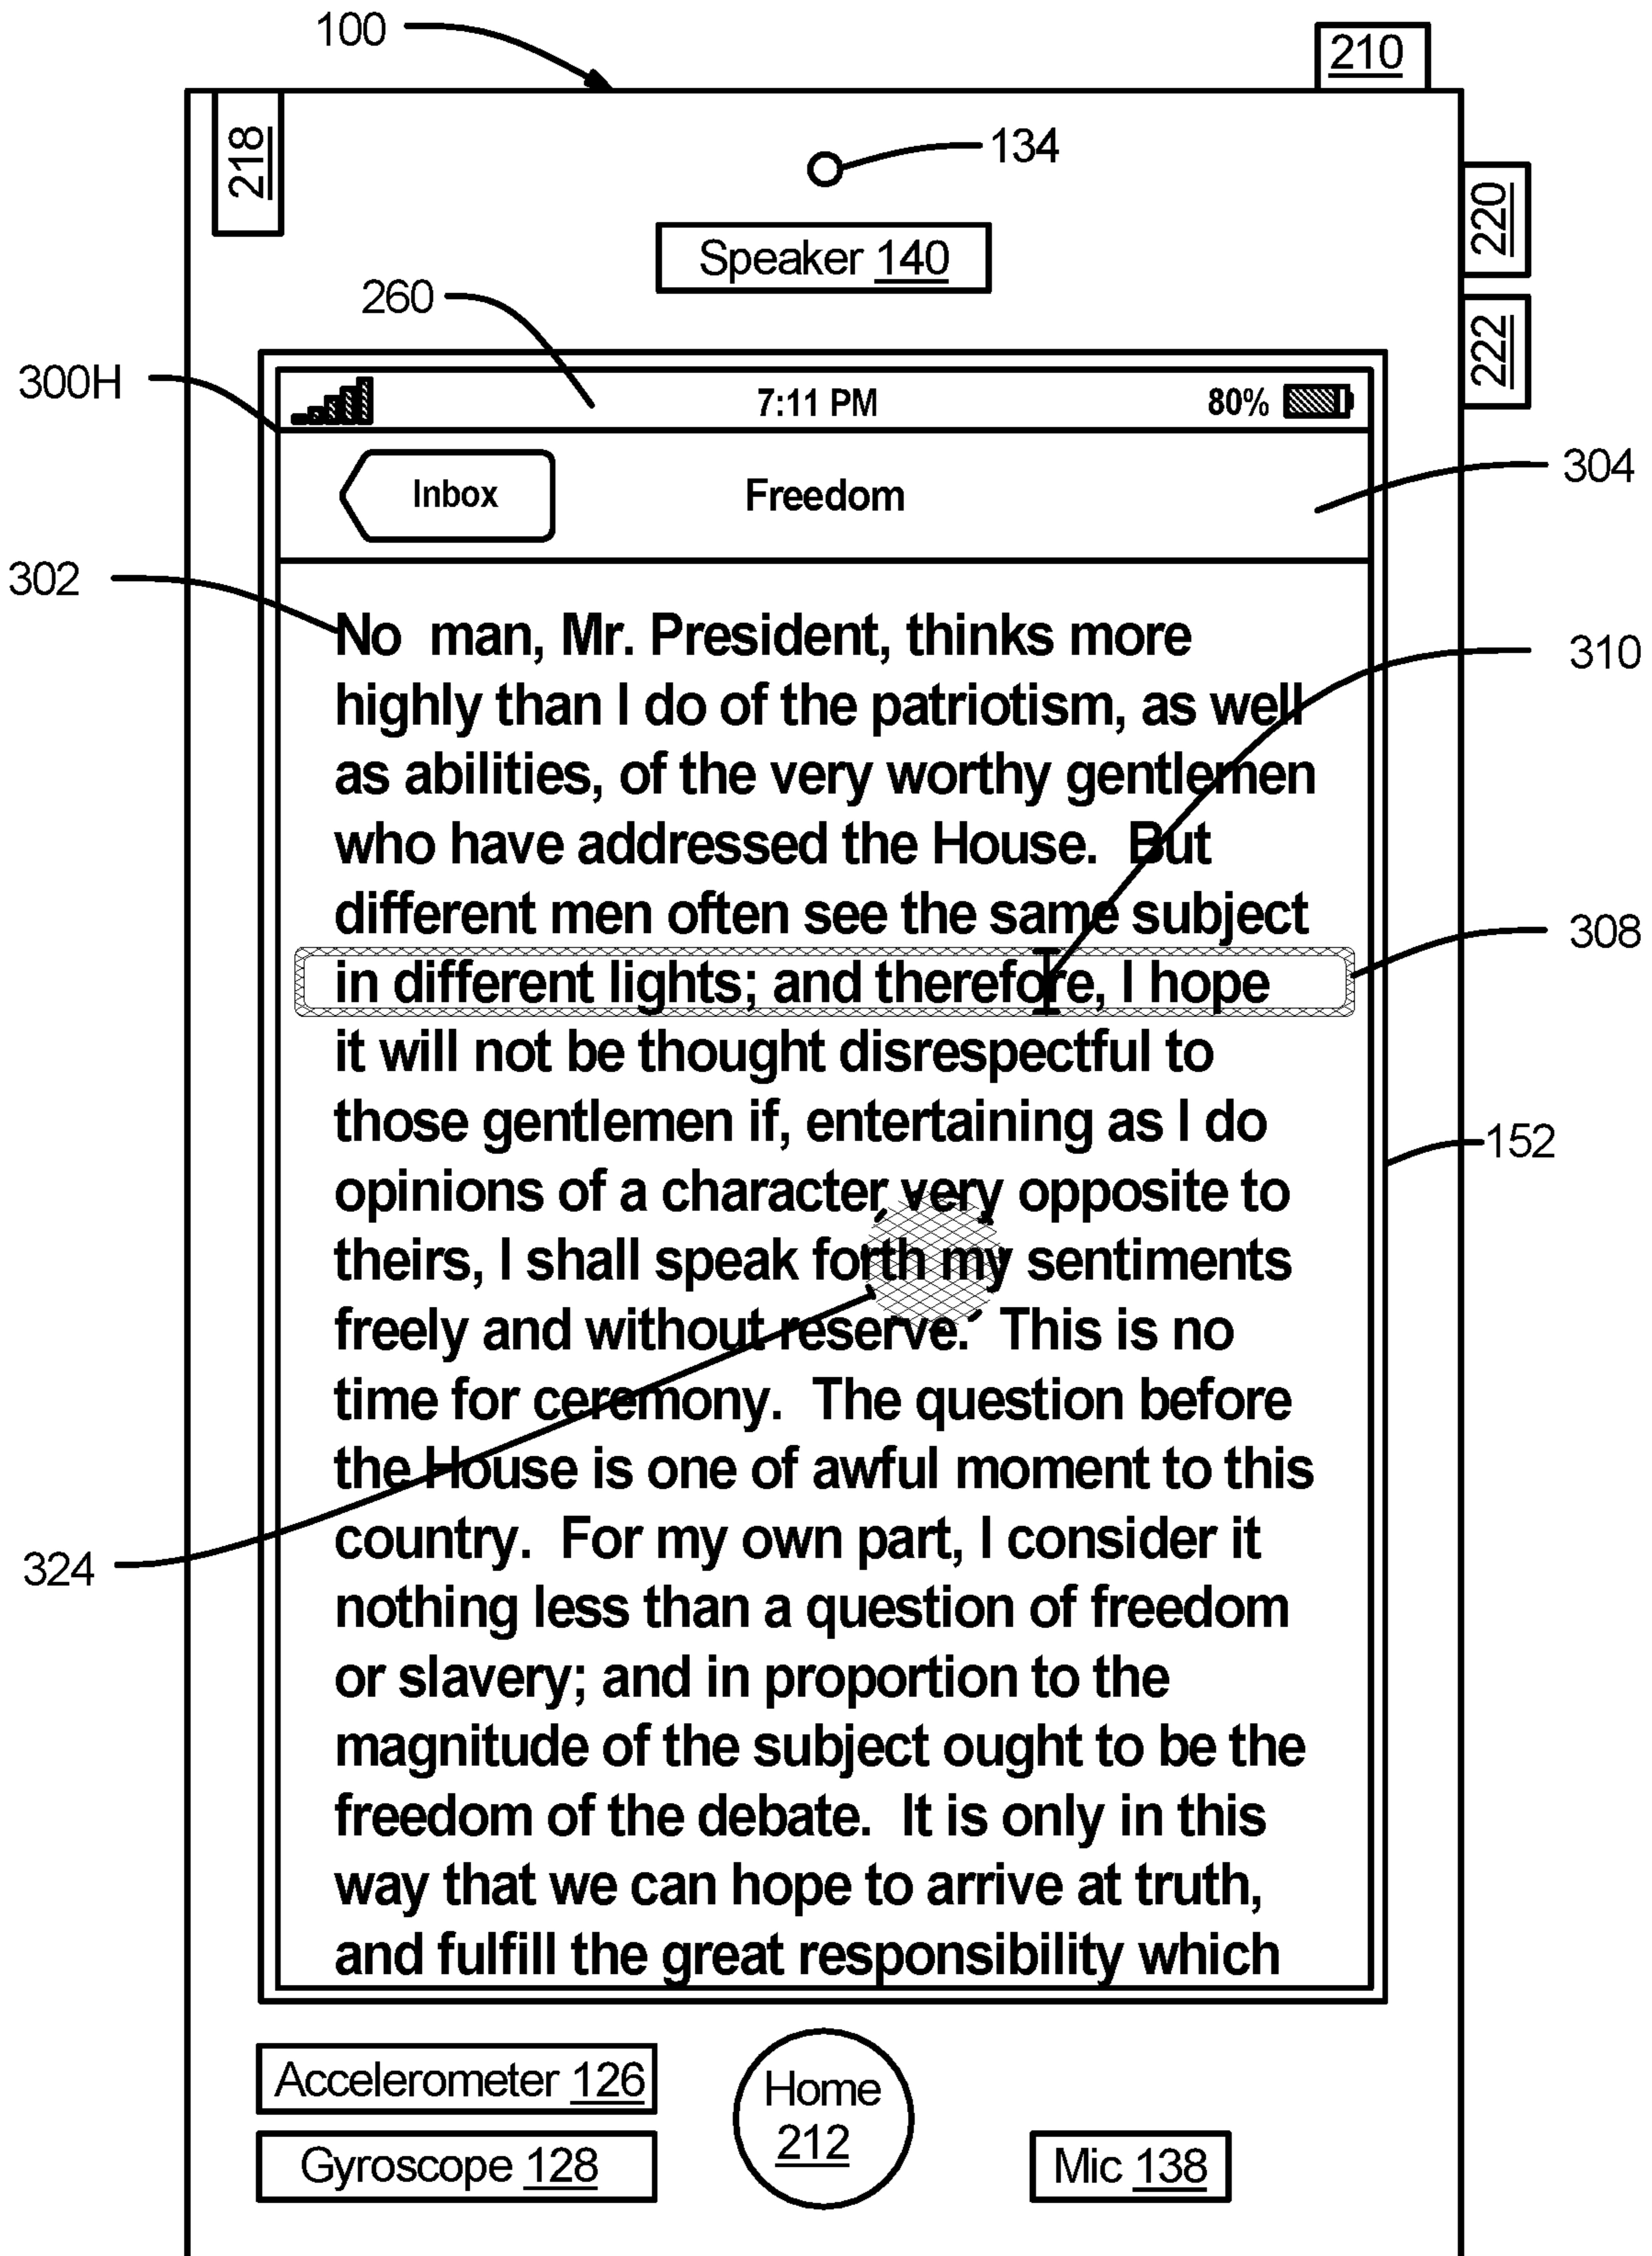 100
210
218
134
220
Speaker 140
260
222
300H
7:11 PM
80%
304
Inbox
Freedom
302
No man, Mr. President, thinks more
310
highly than I do of the patriotism, as well
as abilities, of the very worthy gentlemen
who have addressed the House. But
different men often see the same subject
308
in different lights; and therefore, I hope
it will not be thought disrespectful to
those gentlemen if, entertaining as I do
152
opinions of a character very opposite to
theirs, I shall speak forth my sentiments
freely and without reserve. This is no
time for ceremony. The question before
the House is one of awful moment to this
country. For my own part, I consider it
324
nothing less than a question of freedom
or slavery; and in proportion to the
magnitude of the subject ought to be the
freedom of the debate. It is only in this
way that we can hope to arrive at truth,
and fulfill the great responsibility which
Accelerometer 126
Home
212
Gyroscope 128
Mic 138